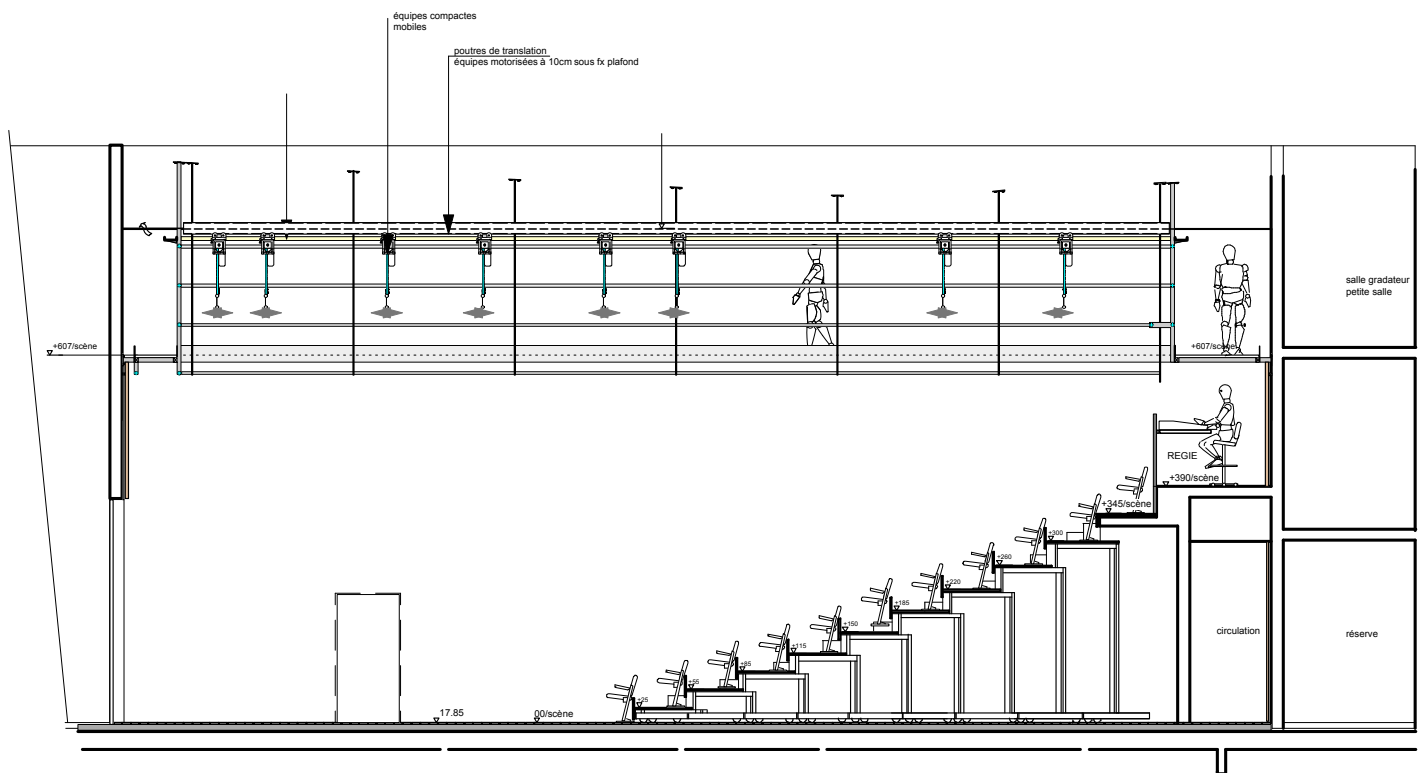 équipes compactes
mobiles
poutres de translation
équipes motorisées à 10cm sous fx plafond
salle gradateur
petite salle
+607/scène
+607/scène
REGIE
+390/scène
+345/scène
+300
+260
+220
+185
+150
+115
+85
+55
+25
circulation
réserve
17.85
00/scène